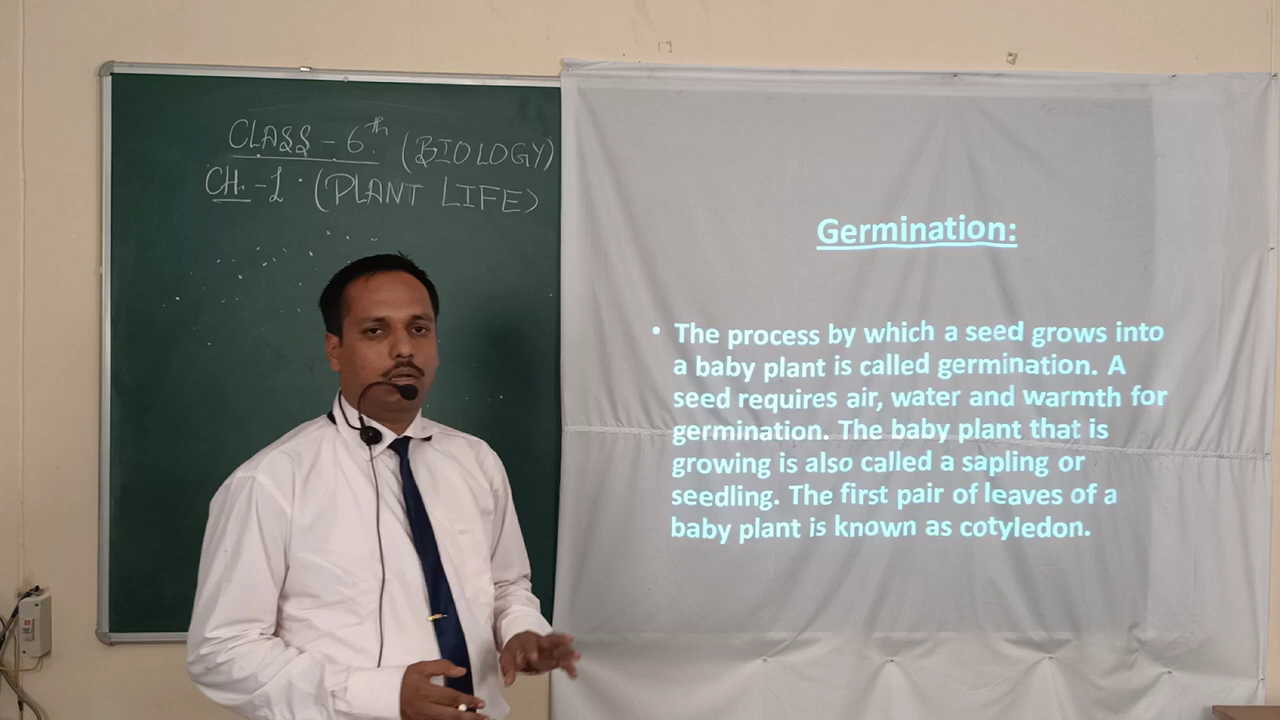 CLASS - 6th (BIOLOGY)
CH. - 1. (PLANT LIFE)
Germination:
• The process by which a seed grows into
a baby plant is called germination. A
seed requires air, water and warmth for
germination. The baby plant that is
growing is also called a sapling or
seedling. The first pair of leaves of a
baby plant is known as cotyledon.